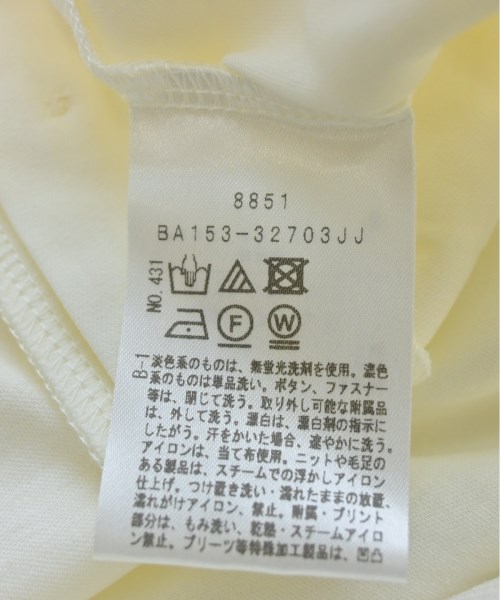 8851
BA153-32703JJ
NO.431
F W
B-1
淡色系のものは、無蛍光洗剤を使用。濃色
系のものは単品洗い。ボタン、ファスナー
等は、閉じて洗う。取り外し可能な附属品
は、外して洗う。漂白は、漂白剤の指示に
したがう。汗をかいた場合、速やかに洗う。
アイロンは、当て布使用。ニットや毛足の
ある製品は、スチームでの浮かしアイロン
仕上げ。つけ置き洗い・濡れたままの放置、
濡れがけアイロン、禁止。附属・プリント
部分は、もみ洗い、乾燥・スチームアイロ
ン禁止。プリーツ等特殊加工製品は、凹凸